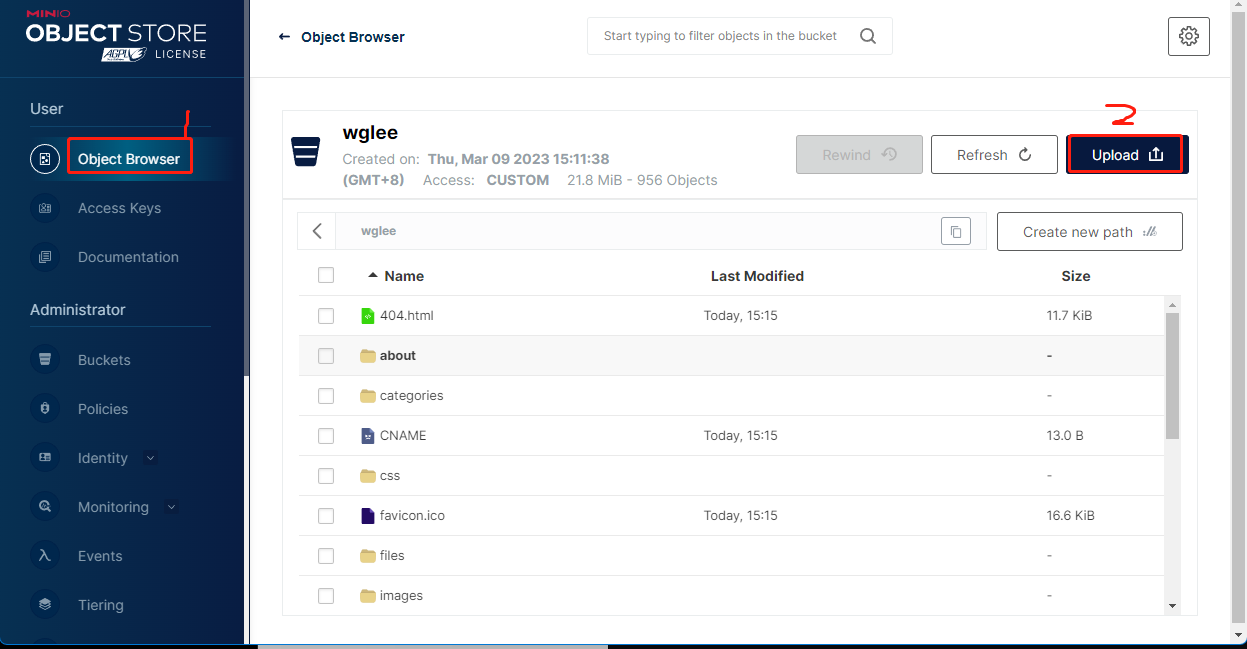 MINIO
OBJECT STORE
AGPLv3 LICENSE
User
1
Object Browser
Access Keys
Documentation
Administrator
Buckets
Policies
Identity
Monitoring
Events
Tiering
← Object Browser
Start typing to filter objects in the bucket
wglee
Created on: Thu, Mar 09 2023 15:11:38
(GMT+8) Access: CUSTOM 21.8 MiB - 956 Objects
Rewind
Refresh
2
Upload
wglee
Create new path
Name Last Modified Size
404.html Today, 15:15 11.7 KiB
about -
categories -
CNAME Today, 15:15 13.0 B
css -
favicon.ico Today, 15:15 16.6 KiB
files -
images -